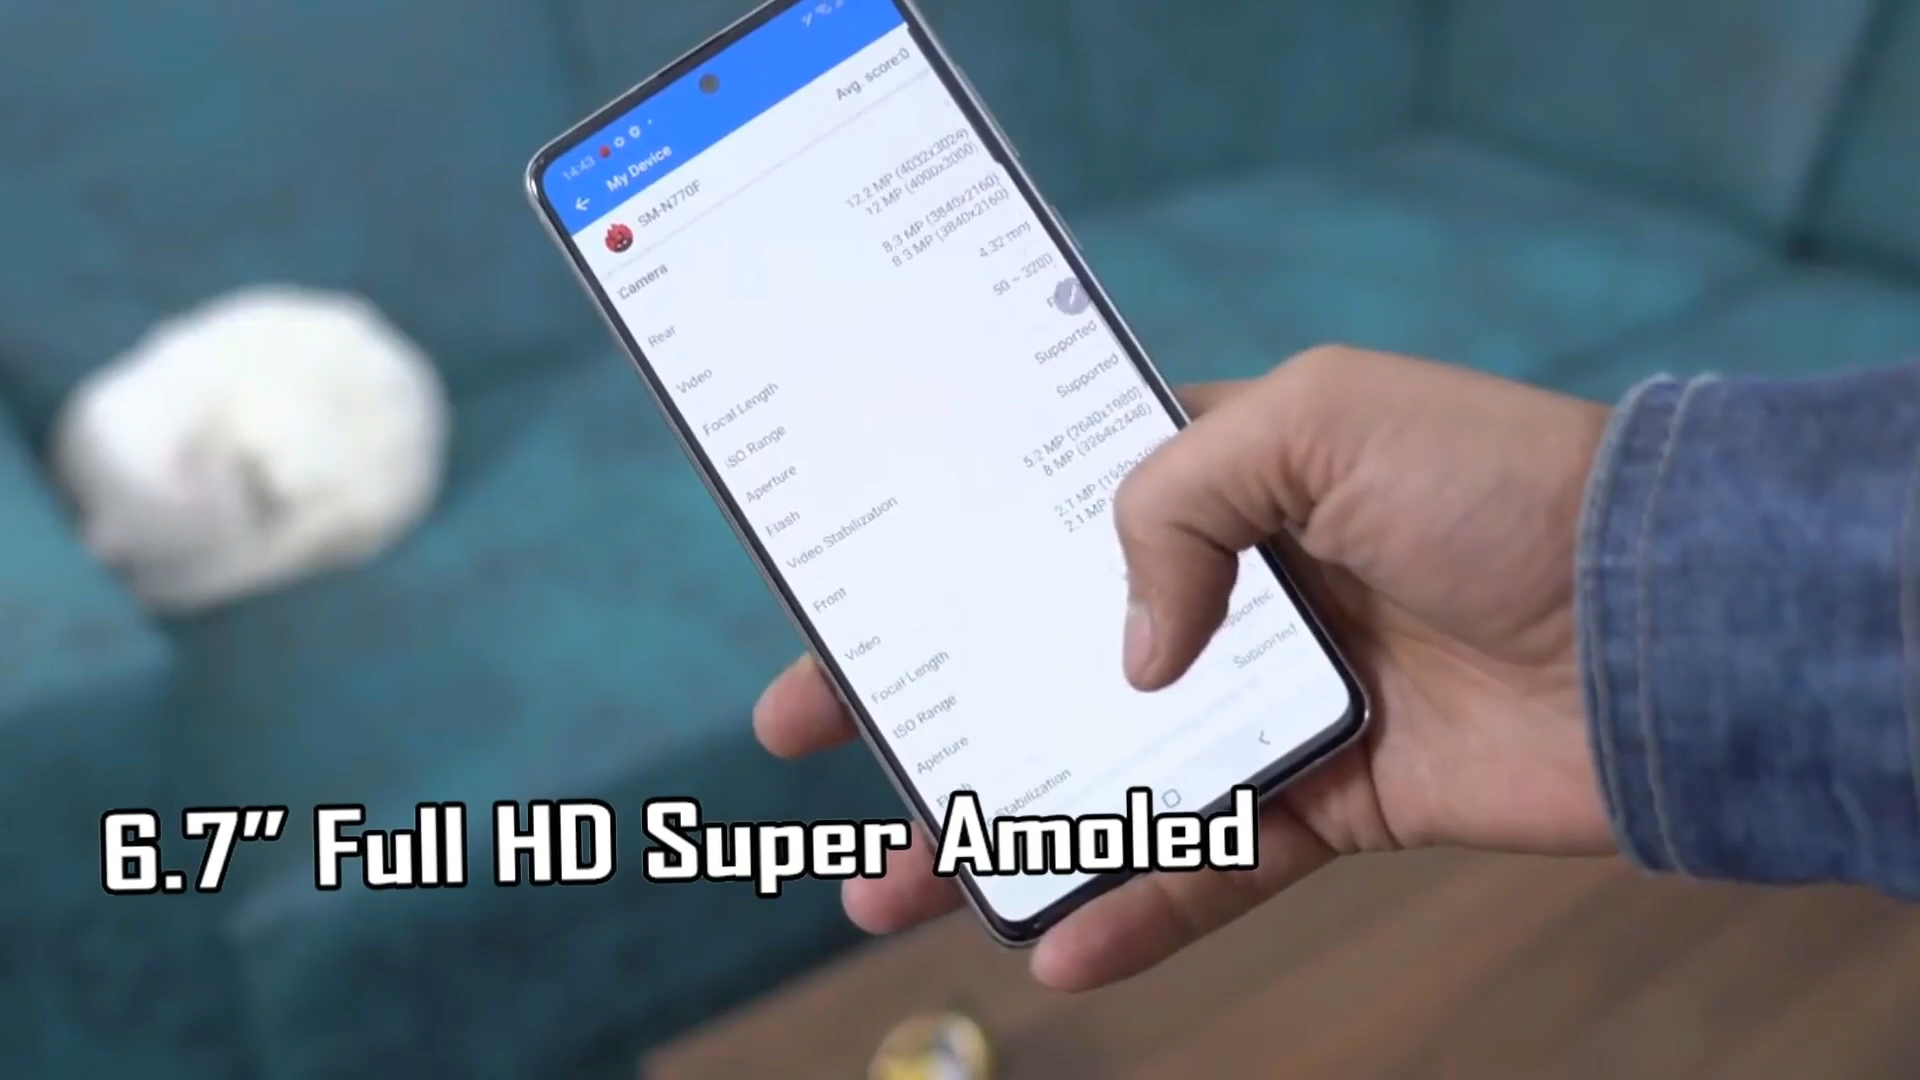 14:43
My Device
SM-N770F
Avg. score:0
Camera
Rear
12.2 MP (4032x3024)
12 MP (4000x3000)
Video
8.3 MP (3840x2160)
8.3 MP (3840x2160)
Focal Length
4.32 mm
ISO Range
50 ~ 3200
Aperture
Flash
Supported
Video Stabilization
Supported
Front
5.2 MP (2640x1980)
8 MP (3264x2448)
Video
2.1 MP
2.1 MP
Focal Length
ISO Range
Aperture
Supported
Stabilization
Supported
6.7" Full HD Super Amoled